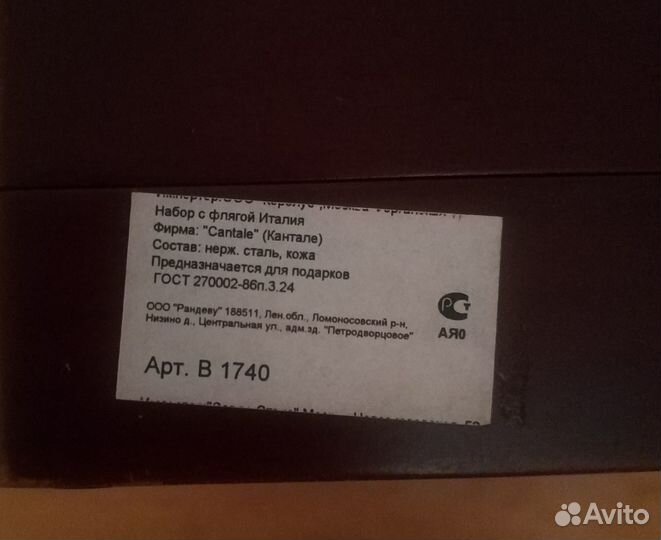 Набор с флягой Италия
Фирма: "Cantale" (Кантале)
Состав: нерж. сталь, кожа
Предназначается для подарков
ГОСТ 270002-86п.3.24
ООО "Рандеву" 188511, Лен.обл., Ломоносовский р-н,
Низино д., Центральная ул., адм.зд. "Петродворцовое"
РСТ
АЯ0
Арт. В 1740
Avito